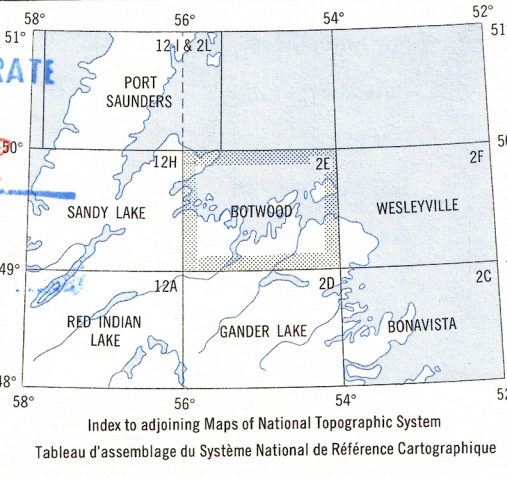 58° 56° 54° 52°
51° 12-I & 2L 51°
RATE
PORT
SAUNDERS
50° 12H 2E 2F 50
SANDY LAKE BOTWOOD WESLEYVILLE
49° 12A 2D 2C
RED INDIAN
LAKE
GANDER LAKE
BONAVISTA
48°
58° 56° 54° 52
Index to adjoining Maps of National Topographic System
Tableau d'assemblage du Système National de Référence Cartographique